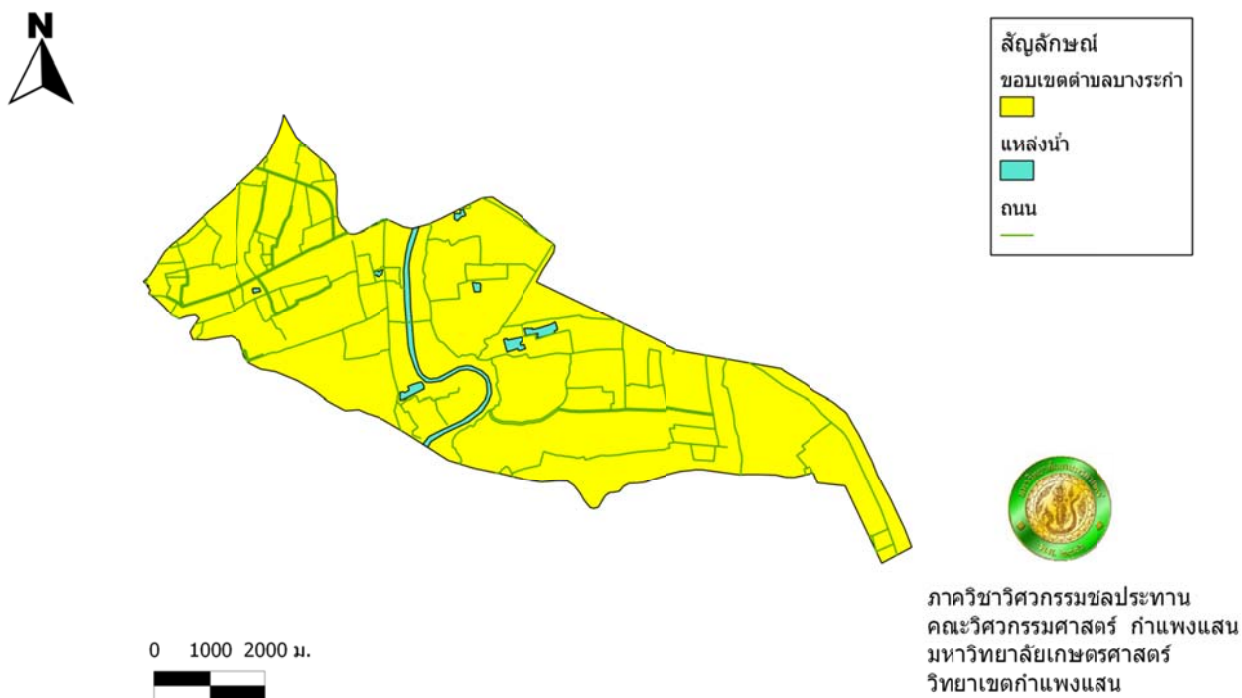 N
สัญลักษณ์
ขอบเขตตำบลบางระกำ
แหล่งน้ำ
ถนน
0 1000 2000 ม.
ภาควิชาวิศวกรรมชลประทาน
คณะวิศวกรรมศาสตร์ กำแพงแสน
มหาวิทยาลัยเกษตรศาสตร์
วิทยาเขตกำแพงแสน